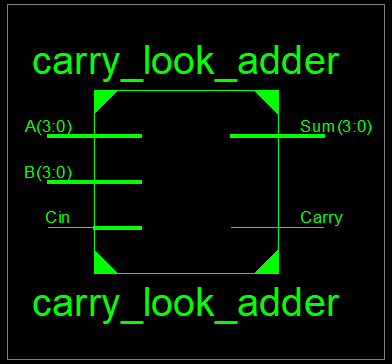 carry_look_adder
A(3:0)
Sum(3:0)
B(3:0)
Cin
Carry
carry_look_adder